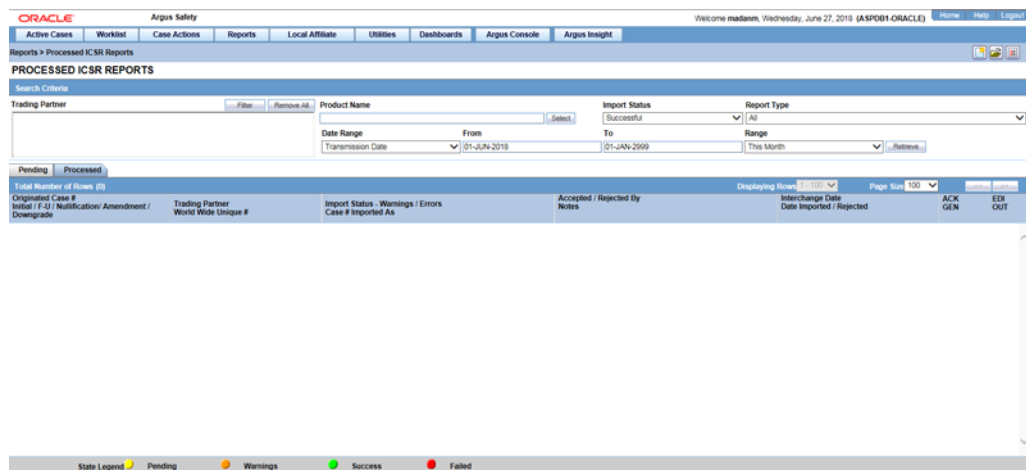 ORACLE Argus Safety Welcome madanm, Wednesday, June 27, 2018 (ASPDB1-ORACLE) Home Help Logout
Active Cases Worklist Case Actions Reports Local Affiliate Utilities Dashboards Argus Console Argus Insight
Reports > Processed ICSR Reports
PROCESSED ICSR REPORTS
Search Criteria
Trading Partner Filter Remove All Product Name Import Status Report Type
Select Successful All
Date Range From To Range
Transmission Date 01-JUN-2018 01-JAN-2999 This Month Retrieve
Pending Processed
Total Number of Rows (0) Displaying Rows 1 - 100 Page Size 100 << >>
Originated Case #
Initial / F-U / Nullification/ Amendment /
Downgrade
Trading Partner
World Wide Unique #
Import Status - Warnings / Errors
Case # Imported As
Accepted / Rejected By
Notes
Interchange Date
Date Imported / Rejected
ACK
GEN
EDI
OUT
State Legend Pending Warnings Success Failed